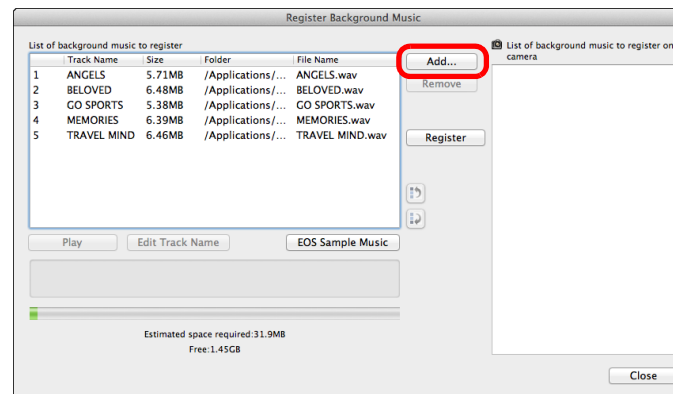 Register Background Music
List of background music to register
Track Name Size Folder File Name
1 ANGELS 5.71MB /Applications/... ANGELS.wav
2 BELOVED 6.48MB /Applications/... BELOVED.wav
3 GO SPORTS 5.38MB /Applications/... GO SPORTS.wav
4 MEMORIES 6.39MB /Applications/... MEMORIES.wav
5 TRAVEL MIND 6.46MB /Applications/... TRAVEL MIND.wav
Play Edit Track Name EOS Sample Music
Estimated space required:31.9MB
Free:1.45GB
Add...
Remove
Register
List of background music to register on
camera
Close